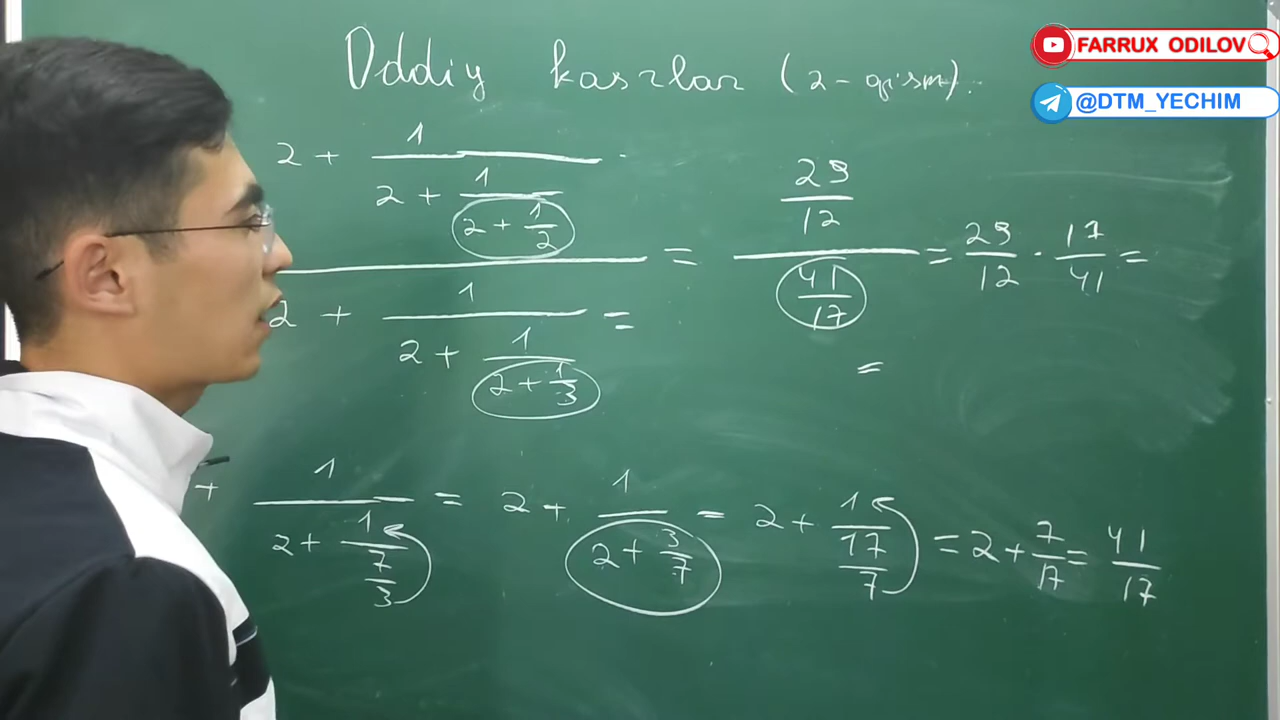 Oddiy kasrlar (2-qism).
FARRUX ODILOV
@DTM_YECHIM
2 + 1 / (2 + 1 / (2 + 1/2))
2 + 1 / (2 + 1 / (2 + 1/3)) =
= (29/12) / (41/17) = 29/12 · 17/41 =
=
+ 1 / (2 + 1 / (7/3)) = 2 + 1 / (2 + 3/7) = 2 + 1 / (17/7) = 2 + 7/17 = 41/17